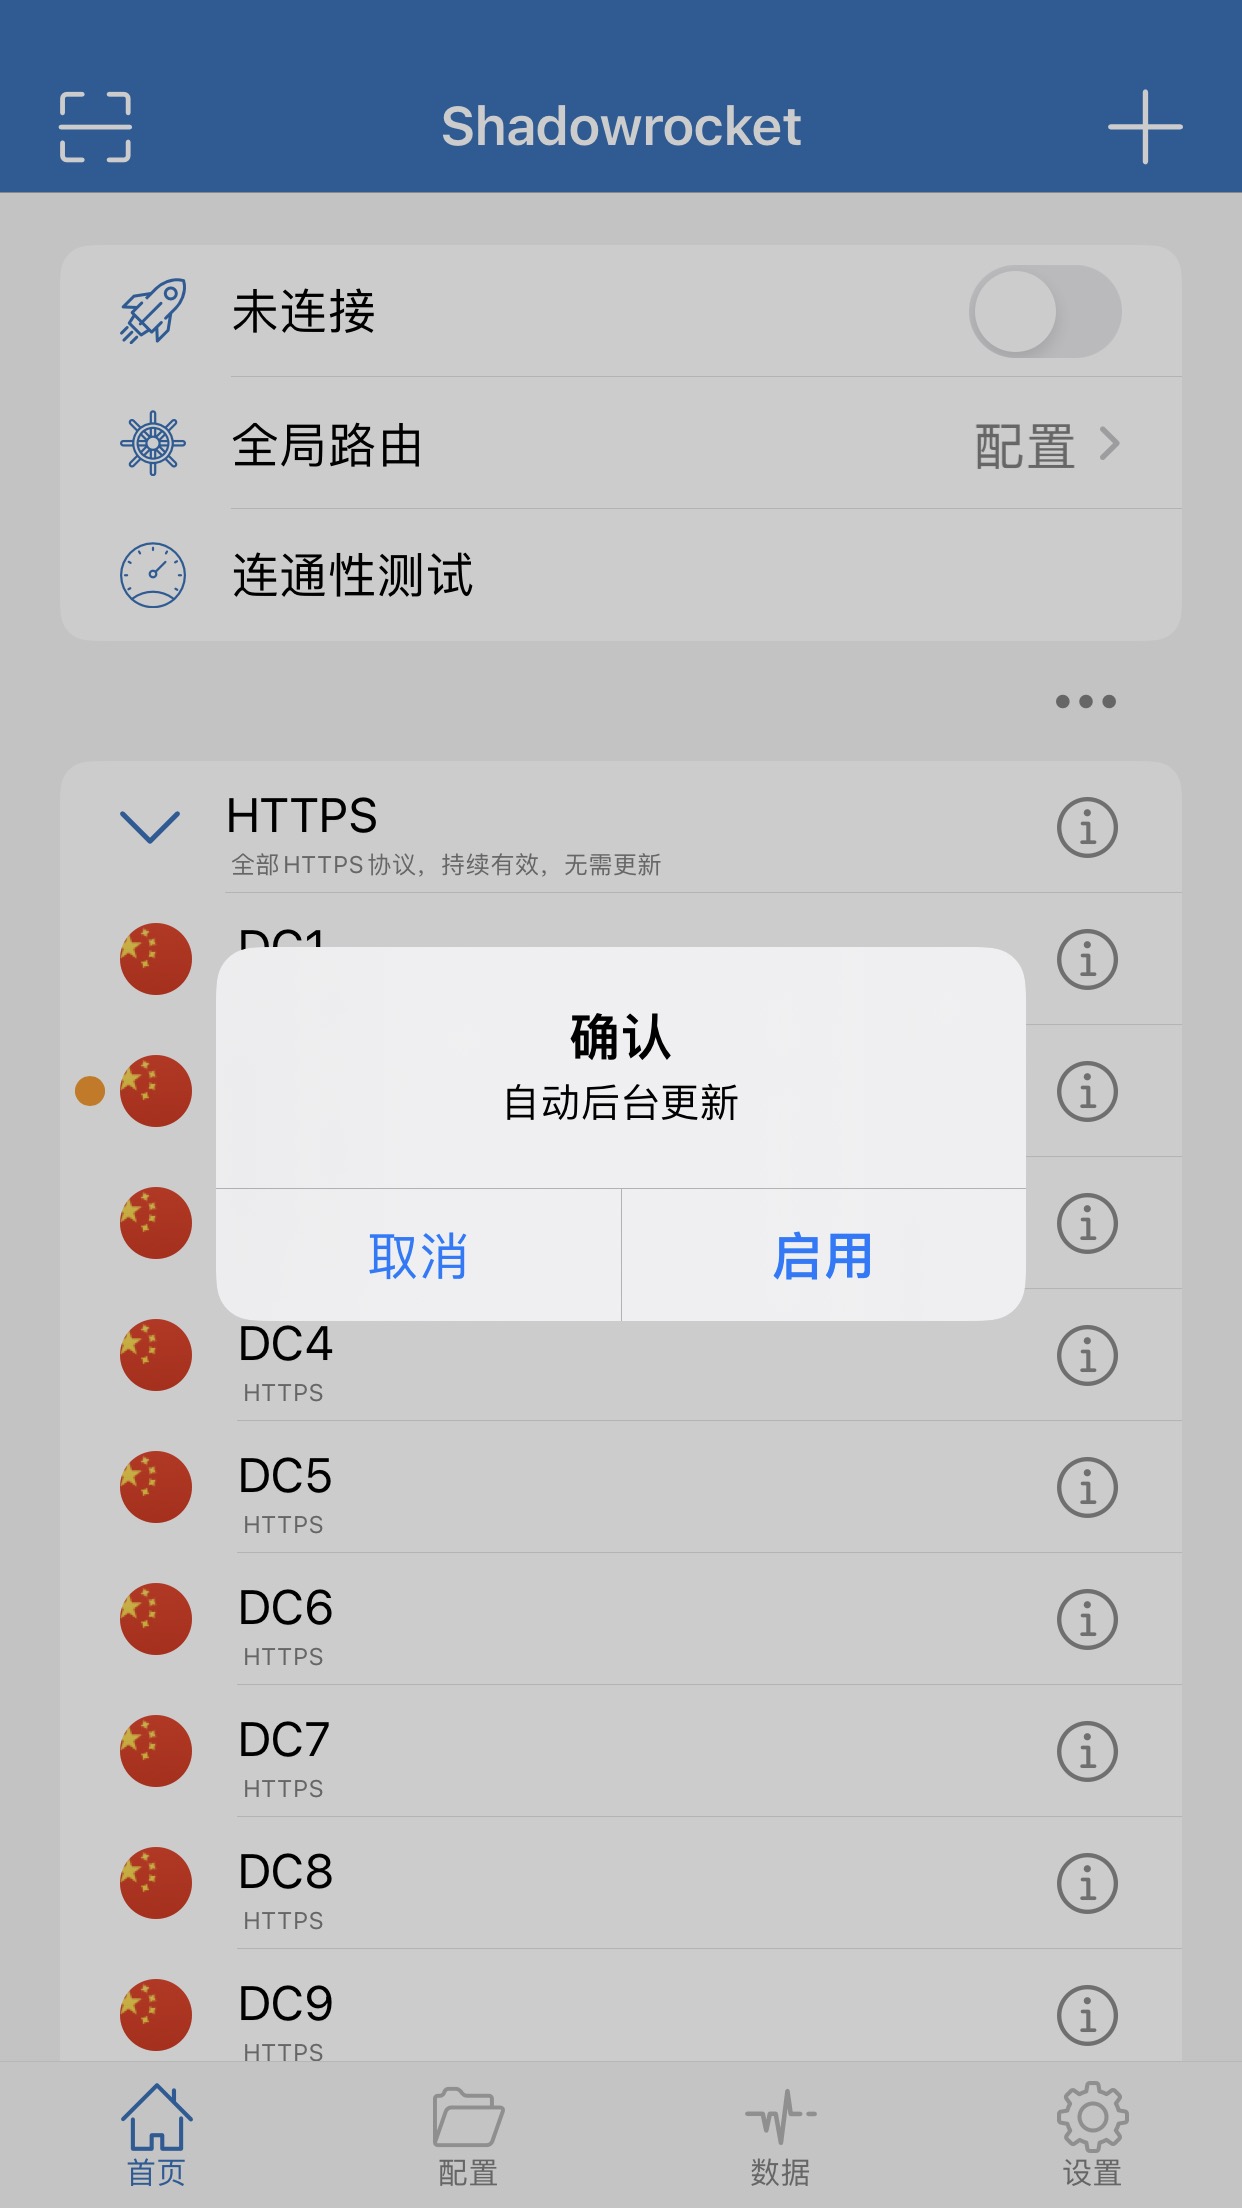 Shadowrocket
未连接
全局路由
配置
连通性测试
HTTPS
全部HTTPS协议，持续有效，无需更新
DC1
确认
自动后台更新
取消
启用
DC4
HTTPS
DC5
HTTPS
DC6
HTTPS
DC7
HTTPS
DC8
HTTPS
DC9
HTTPS
首页
配置
数据
设置